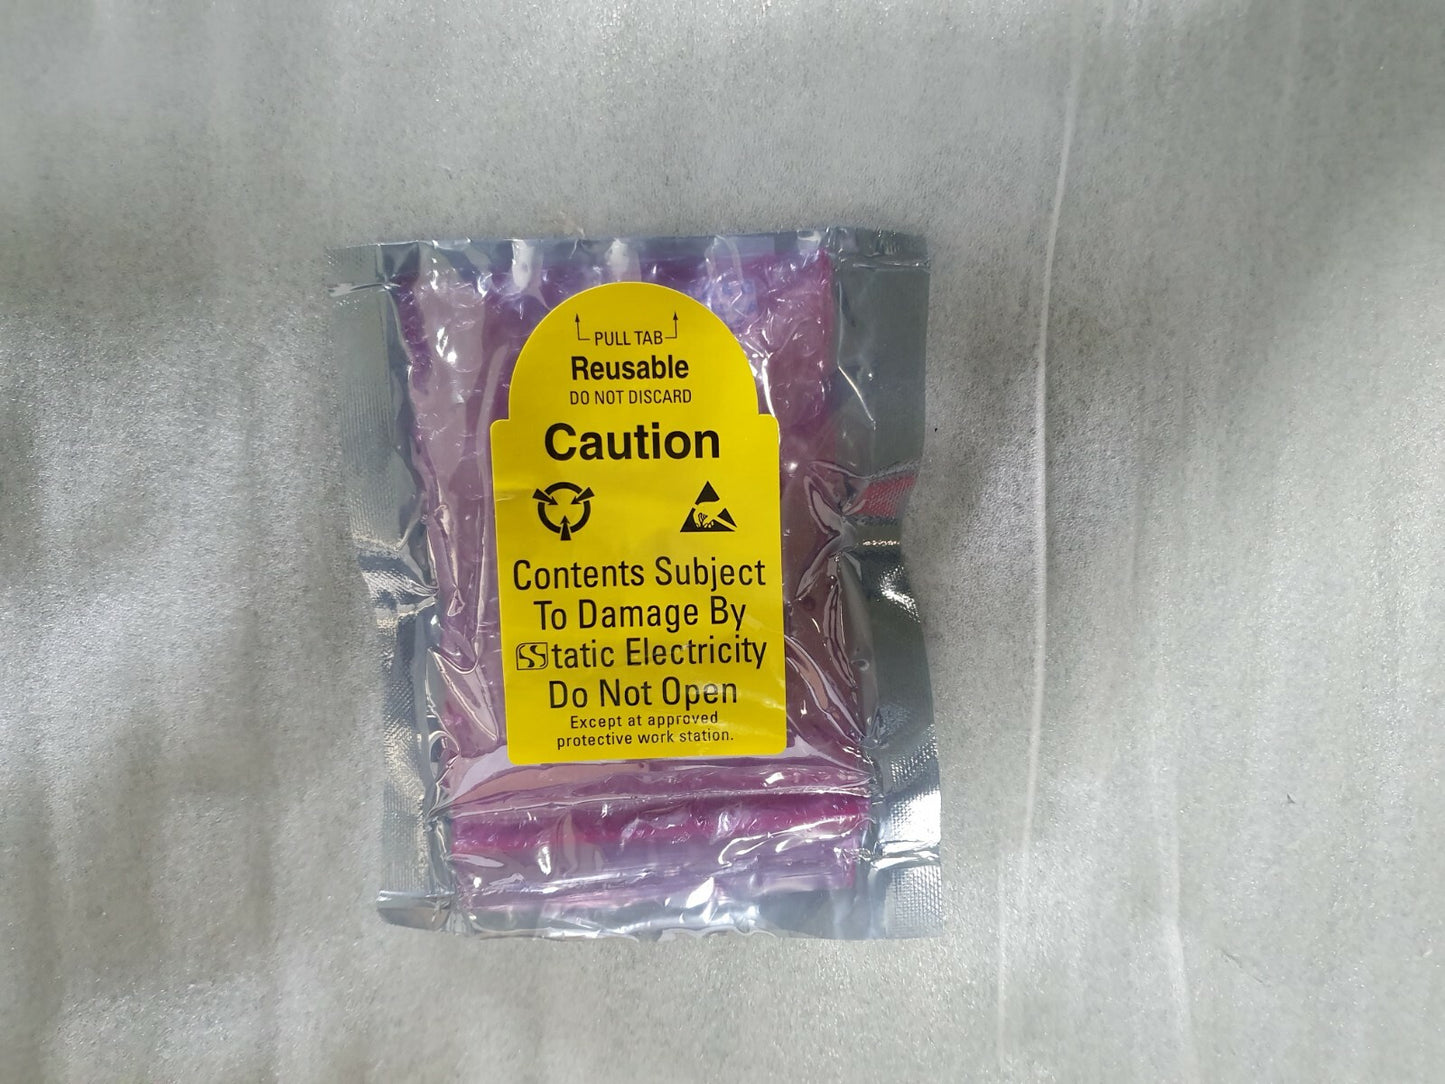 PULL TAB
Reusable
DO NOT DISCARD
Caution
Contents Subject
To Damage By
Static Electricity
Do Not Open
Except at approved
protective work station.